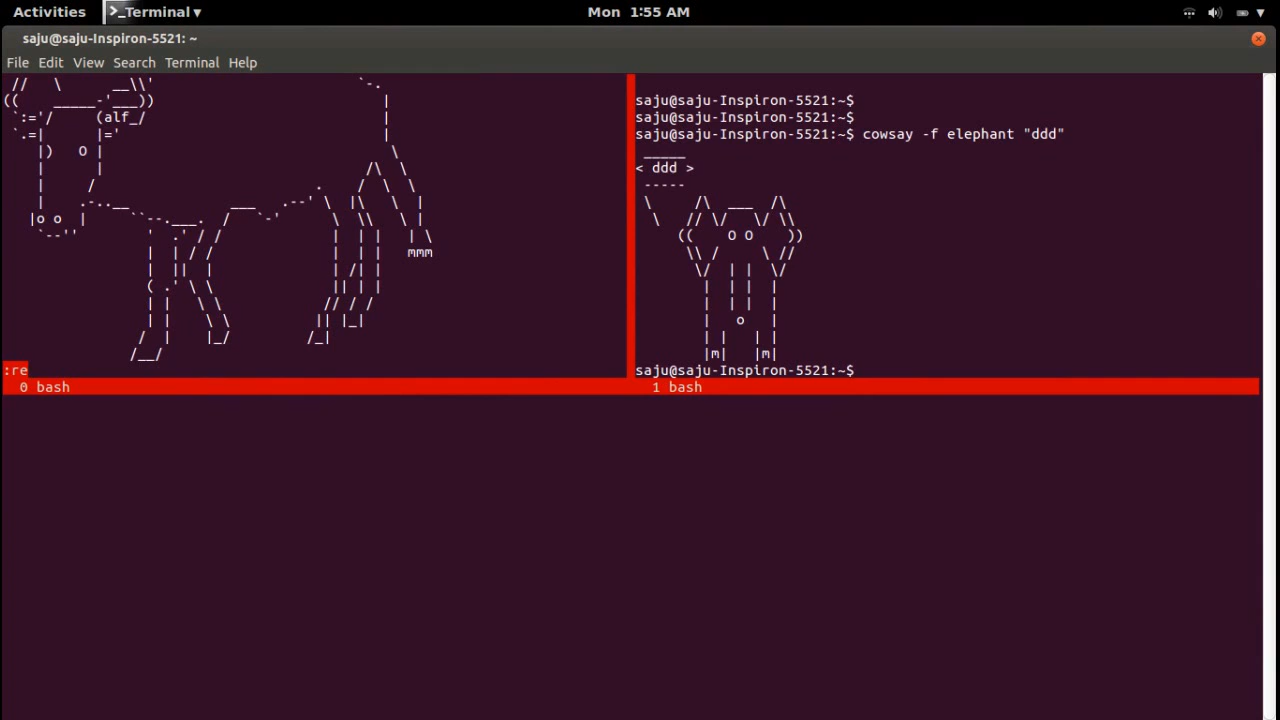 Activities
Terminal
Mon 1:55 AM
saju@saju-Inspiron-5521: ~
File Edit View Search Terminal Help
(alf_/
saju@saju-Inspiron-5521:~$
saju@saju-Inspiron-5521:~$
saju@saju-Inspiron-5521:~$ cowsay -f elephant "ddd"
< ddd >
saju@saju-Inspiron-5521:~$
:re
0 bash
1 bash